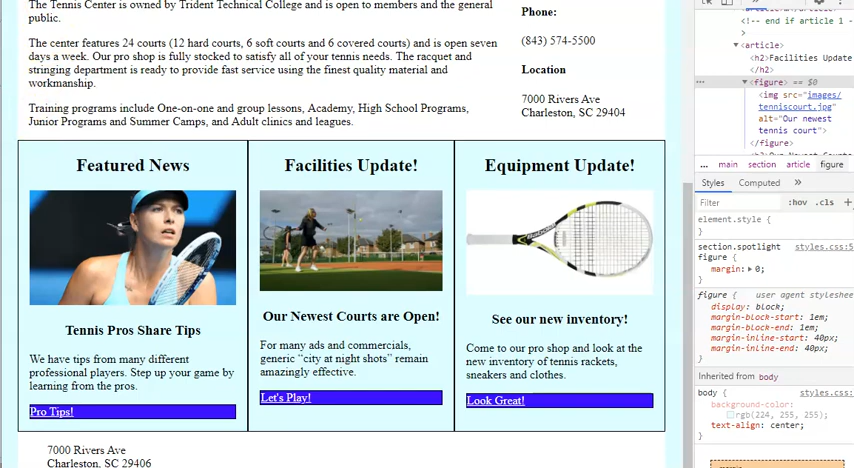 The Tennis Center is owned by Trident Technical College and is open to members and the general
public.
The center features 24 courts (12 hard courts, 6 soft courts and 6 covered courts) and is open seven
days a week. Our pro shop is fully stocked to satisfy all of your tennis needs. The racquet and
stringing department is ready to provide fast service using the finest quality material and
workmanship.
Training programs include One-on-one and group lessons, Academy, High School Programs,
Junior Programs and Summer Camps, and Adult clinics and leagues.
Phone:
(843) 574-5500
Location
7000 Rivers Ave
Charleston, SC 29404
Featured News
Tennis Pros Share Tips
We have tips from many different
professional players. Step up your game by
learning from the pros.
Pro Tips!
Facilities Update!
Our Newest Courts are Open!
For many ads and commercials,
generic “city at night shots” remain
amazingly effective.
Let's Play!
Equipment Update!
See our new inventory!
Come to our pro shop and look at the
new inventory of tennis rackets,
sneakers and clothes.
Look Great!
7000 Rivers Ave
Charleston, SC 29406
<!-- end if article 1 -
>
▼<article>
<h2>Facilities Update
</h2>
... ▼<figure> == $0
<img src="images/
tenniscourt.jpg"
alt="Our newest
tennis court">
</figure>
... main section article figure
Styles Computed »
Filter :hov .cls +
element.style {
}
section.spotlight styles.css:5
figure {
margin: ▶ 0;
}
figure { user agent styleshee
display: block;
margin-block-start: 1em;
margin-block-end: 1em;
margin-inline-start: 40px;
margin-inline-end: 40px;
}
Inherited from body
body { styles.css:
background-color:
rgb(224, 255, 255);
text-align: center;
}